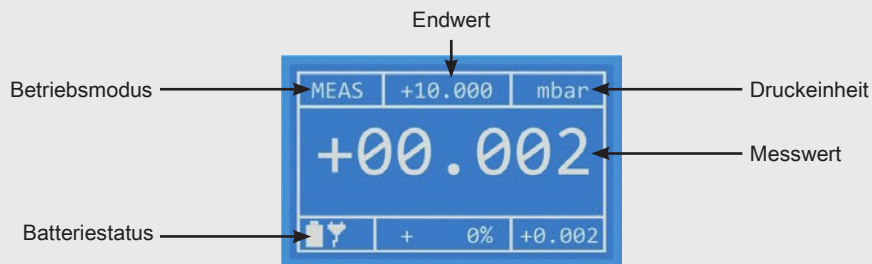 Endwert
Betriebsmodus
MEAS +10.000 mbar
Druckeinheit
+00.002
Messwert
Batteriestatus
+ 0% +0.002